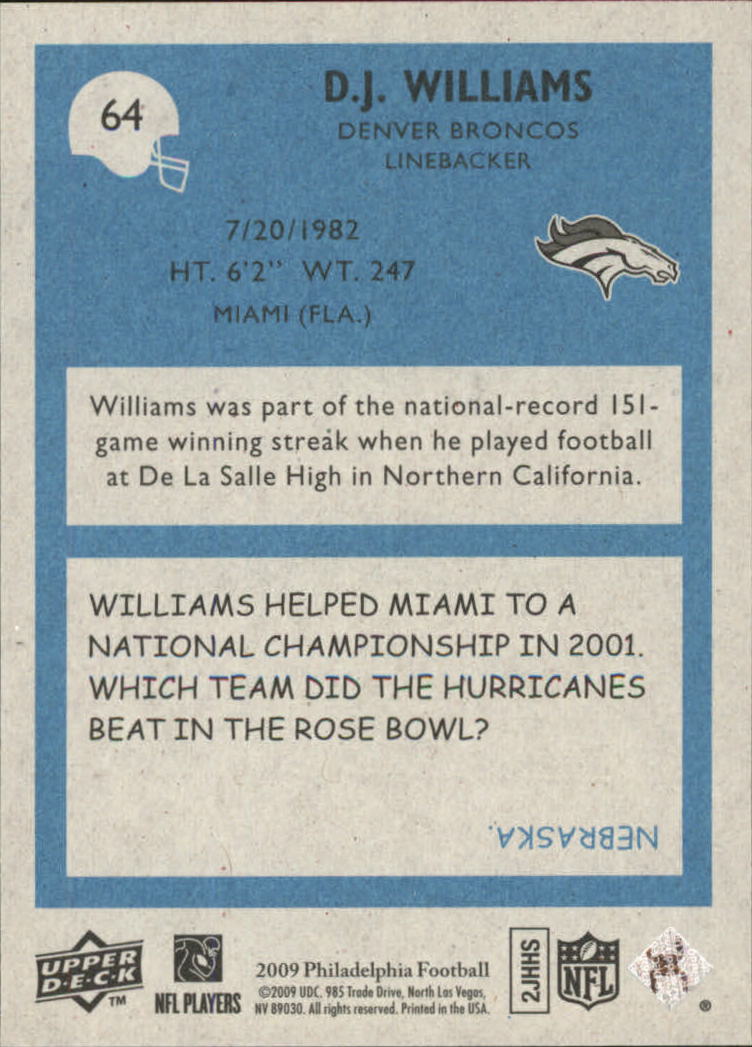 64
D.J. WILLIAMS
DENVER BRONCOS
LINEBACKER
7/20/1982
HT. 6'2" WT. 247
MIAMI (FLA.)
Williams was part of the national-record 151-
game winning streak when he played football
at De La Salle High in Northern California.
WILLIAMS HELPED MIAMI TO A
NATIONAL CHAMPIONSHIP IN 2001.
WHICH TEAM DID THE HURRICANES
BEAT IN THE ROSE BOWL?
NEBRASKA.
UPPER
D·E·C·K
TM
NFL PLAYERS
2009 Philadelphia Football
©2009 UDC. 985 Trade Drive, North Las Vegas,
NV 89030. All rights reserved. Printed in the USA.
2JHHS
NFL
®